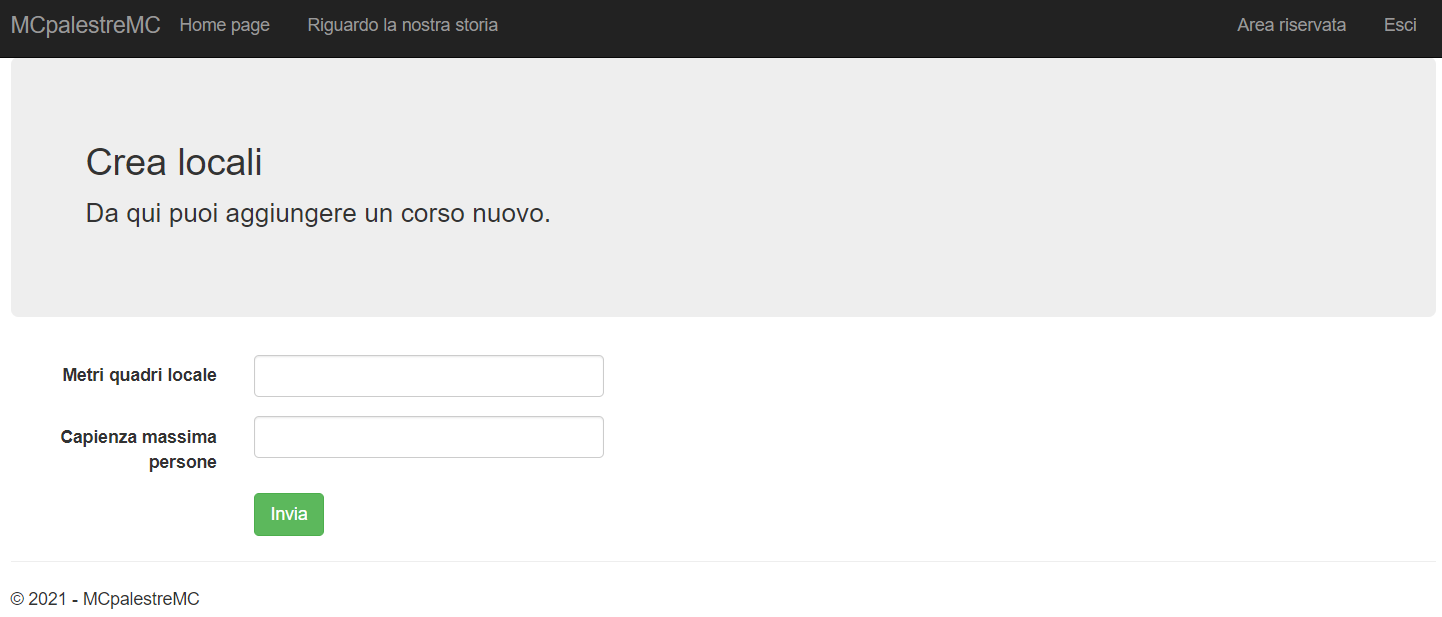 MCpalestreMC Home page Riguardo la nostra storia Area riservata Esci
Crea locali
Da qui puoi aggiungere un corso nuovo.
Metri quadri locale
Capienza massima
persone
Invia
© 2021 - MCpalestreMC